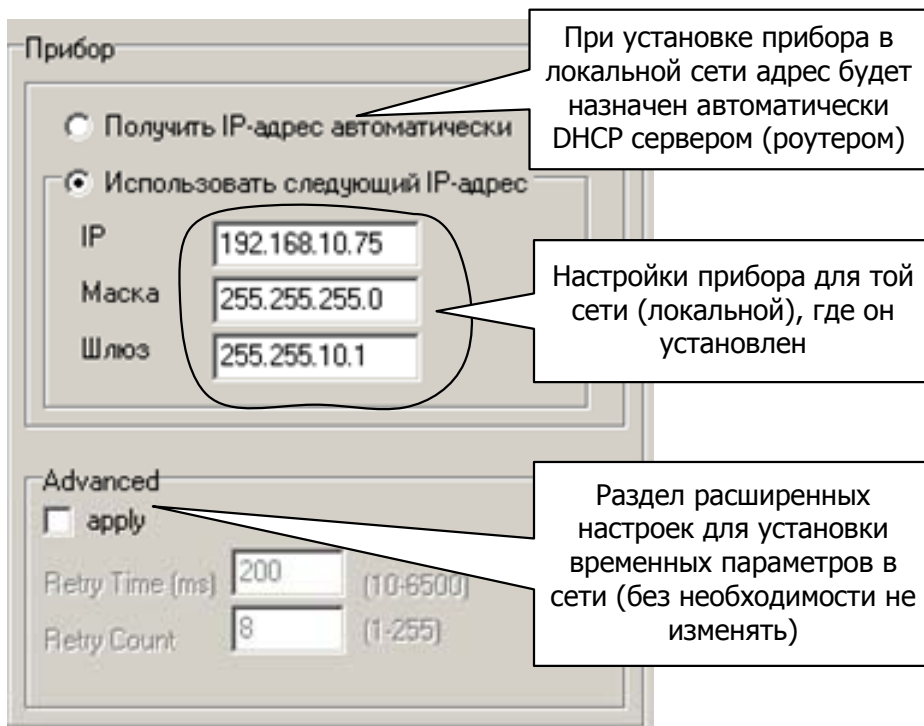 Прибор
При установке прибора в
локальной сети адрес будет
назначен автоматически
DHCP сервером (роутером)
Получить IP-адрес автоматически
Использовать следующий IP-адрес
IP 192.168.10.75
Маска 255.255.255.0
Шлюз 255.255.10.1
Настройки прибора для той
сети (локальной), где он
установлен
Advanced
apply
Retry Time (ms) 200 (10-6500)
Retry Count 8 (1-255)
Раздел расширенных
настроек для установки
временных параметров в
сети (без необходимости не
изменять)